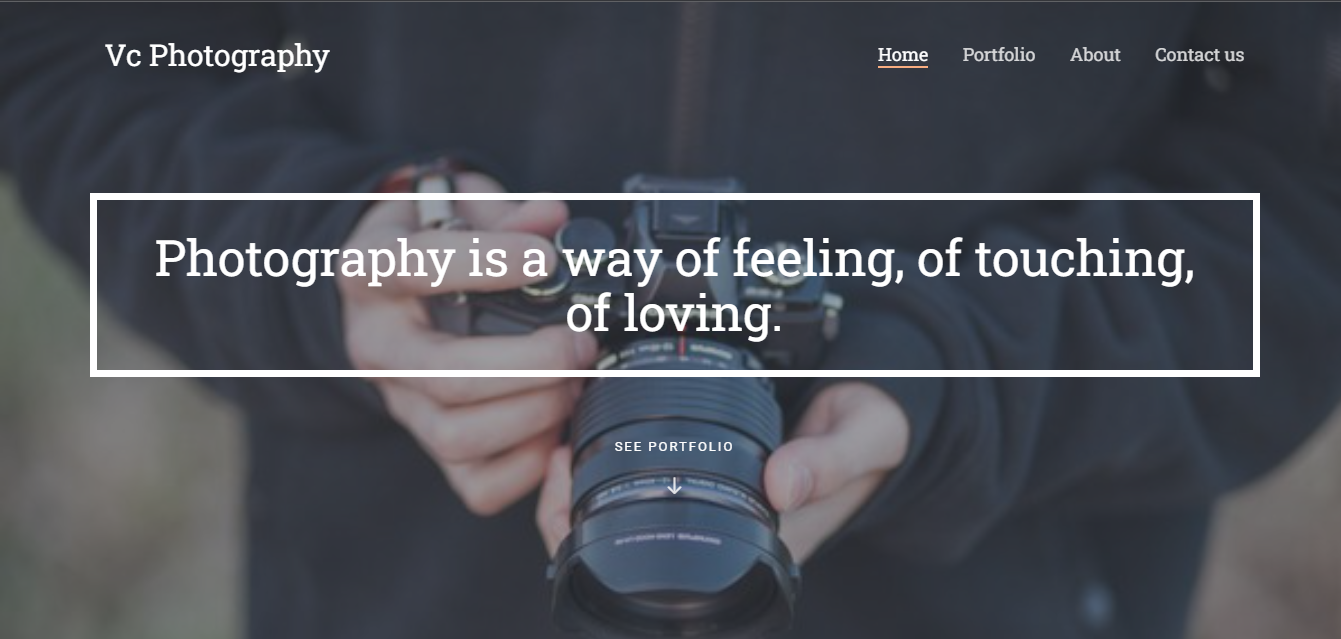 Vc Photography
Home Portfolio About Contact us
Photography is a way of feeling, of touching,
of loving.
SEE PORTFOLIO